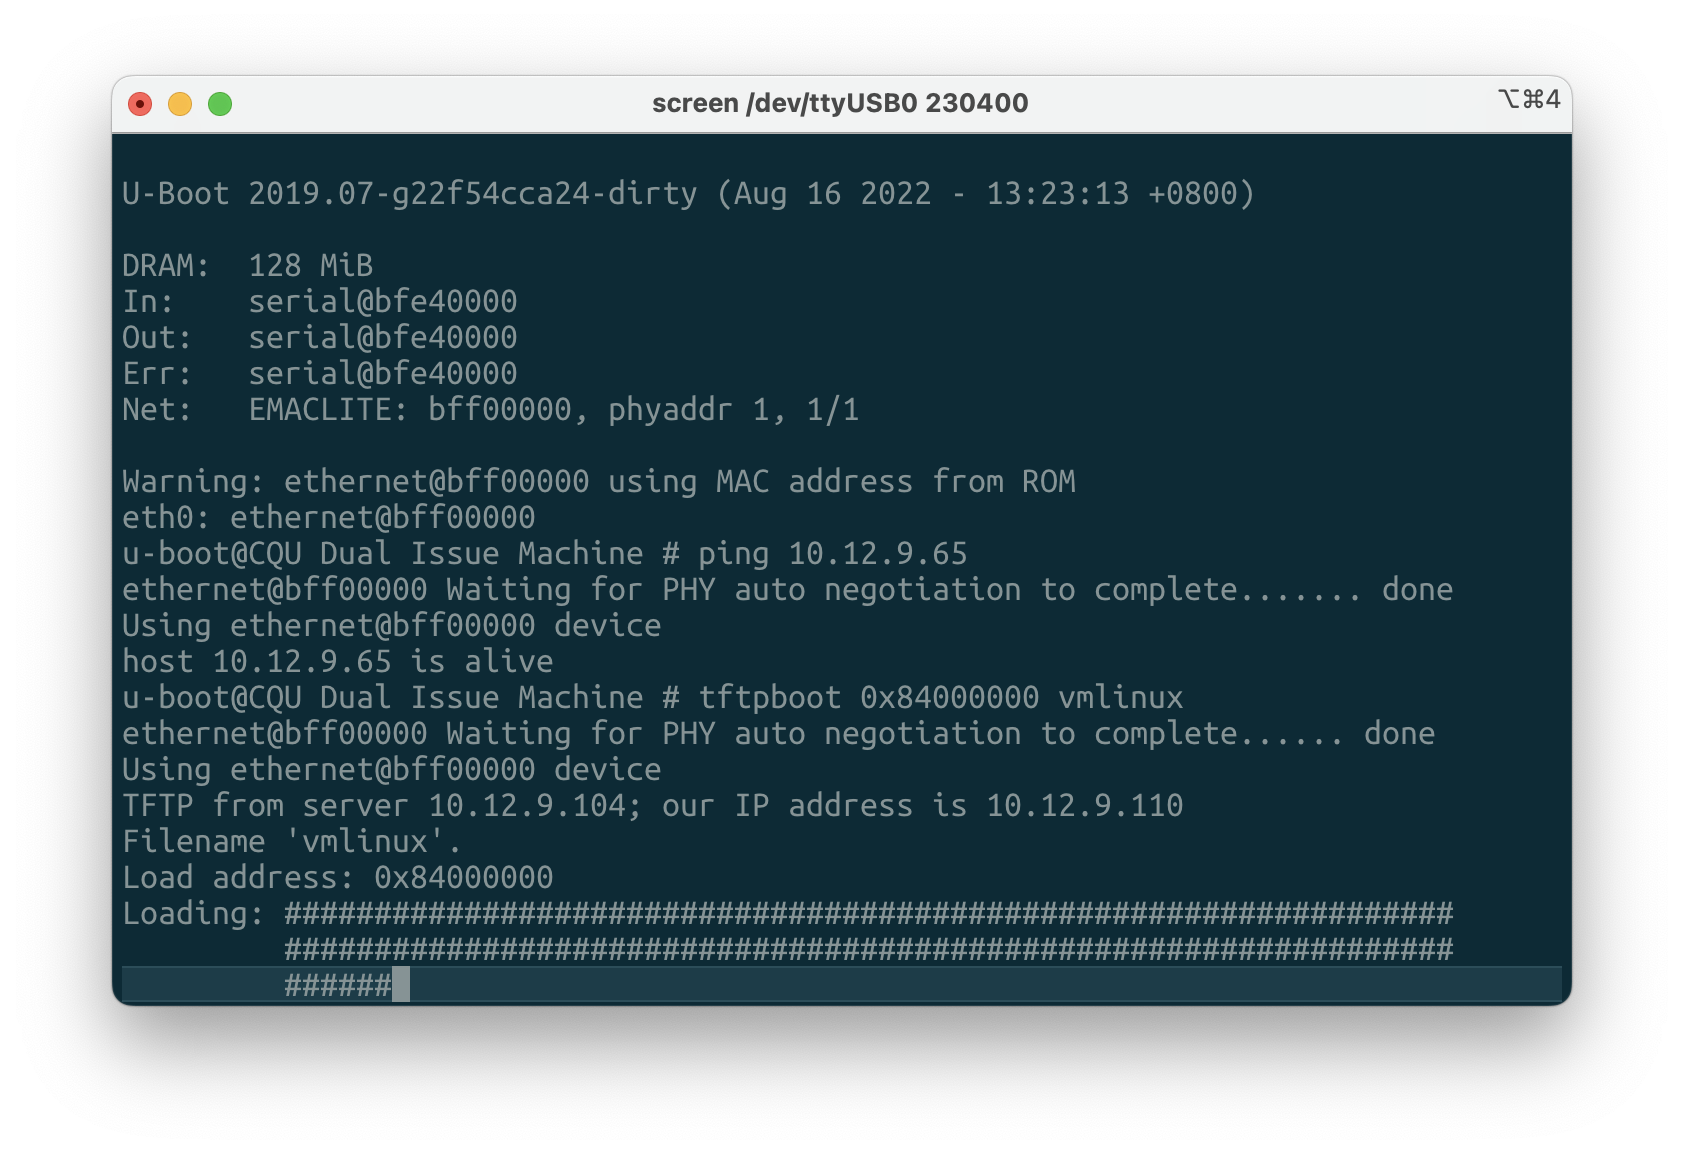 screen /dev/ttyUSB0 230400
⌥⌘4
U-Boot 2019.07-g22f54cca24-dirty (Aug 16 2022 - 13:23:13 +0800)
DRAM:  128 MiB
In:    serial@bfe40000
Out:   serial@bfe40000
Err:   serial@bfe40000
Net:   EMACLITE: bff00000, phyaddr 1, 1/1
Warning: ethernet@bff00000 using MAC address from ROM
eth0: ethernet@bff00000
u-boot@CQU Dual Issue Machine # ping 10.12.9.65
ethernet@bff00000 Waiting for PHY auto negotiation to complete....... done
Using ethernet@bff00000 device
host 10.12.9.65 is alive
u-boot@CQU Dual Issue Machine # tftpboot 0x84000000 vmlinux
ethernet@bff00000 Waiting for PHY auto negotiation to complete...... done
Using ethernet@bff00000 device
TFTP from server 10.12.9.104; our IP address is 10.12.9.110
Filename 'vmlinux'.
Load address: 0x84000000
Loading: #################################################################
         #################################################################
         ######